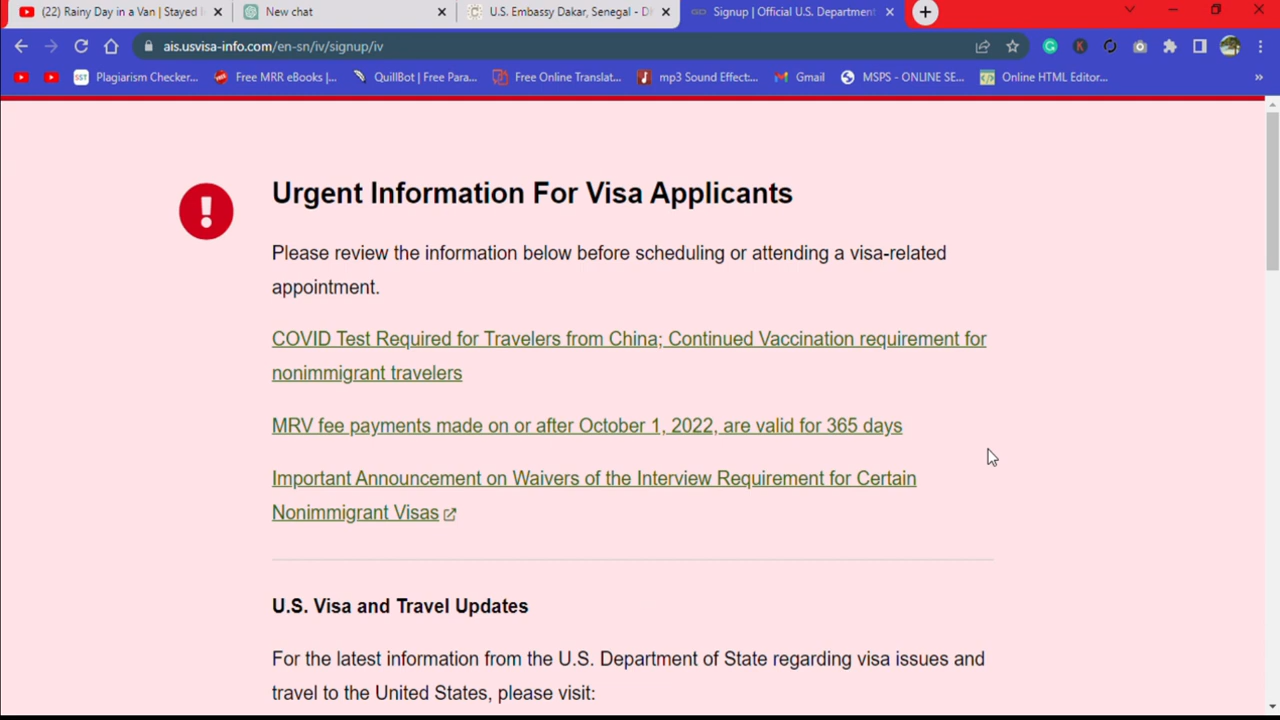 (22) Rainy Day in a Van | Stayed
New chat
U.S. Embassy Dakar, Senegal -
Signup | Official U.S. Department
ais.usvisa-info.com/en-sn/iv/signup/iv
Plagiarism Checker...
Free MRR eBooks |...
QuillBot | Free Para...
Free Online Translat...
mp3 Sound Effect...
Gmail
MSPS - ONLINE SE...
Online HTML Editor...
Urgent Information For Visa Applicants
Please review the information below before scheduling or attending a visa-related
appointment.
COVID Test Required for Travelers from China; Continued Vaccination requirement for
nonimmigrant travelers
MRV fee payments made on or after October 1, 2022, are valid for 365 days
Important Announcement on Waivers of the Interview Requirement for Certain
Nonimmigrant Visas
U.S. Visa and Travel Updates
For the latest information from the U.S. Department of State regarding visa issues and
travel to the United States, please visit: